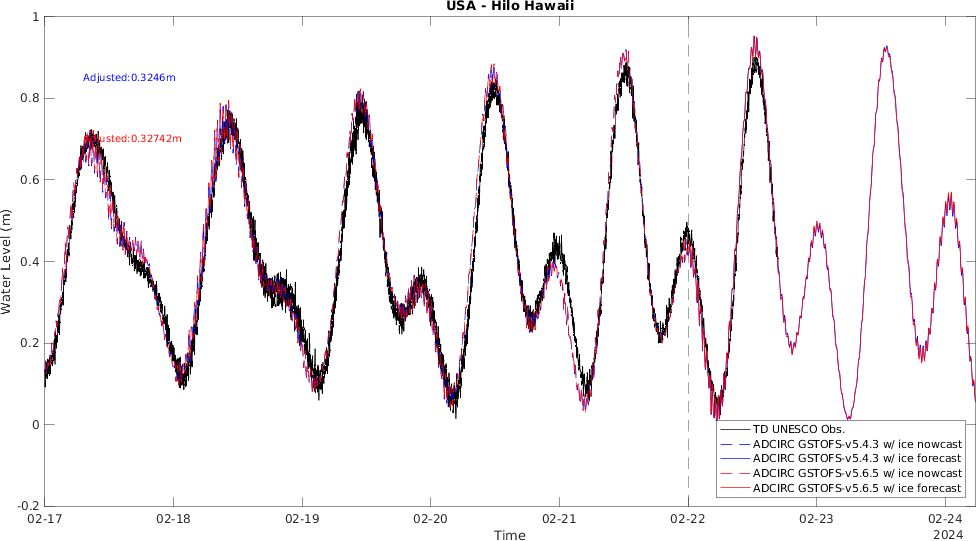 USA - Hilo Hawaii
1
0.8
0.6
0.4
0.2
0
-0.2
Water Level (m)
Adjusted:0.3246m
Adjusted:0.32742m
TD UNESCO Obs.
ADCIRC GSTOFS-v5.4.3 w/ ice nowcast
ADCIRC GSTOFS-v5.4.3 w/ ice forecast
ADCIRC GSTOFS-v5.6.5 w/ ice nowcast
ADCIRC GSTOFS-v5.6.5 w/ ice forecast
02-17 02-18 02-19 02-20 02-21 02-22 02-23 02-24
Time
2024